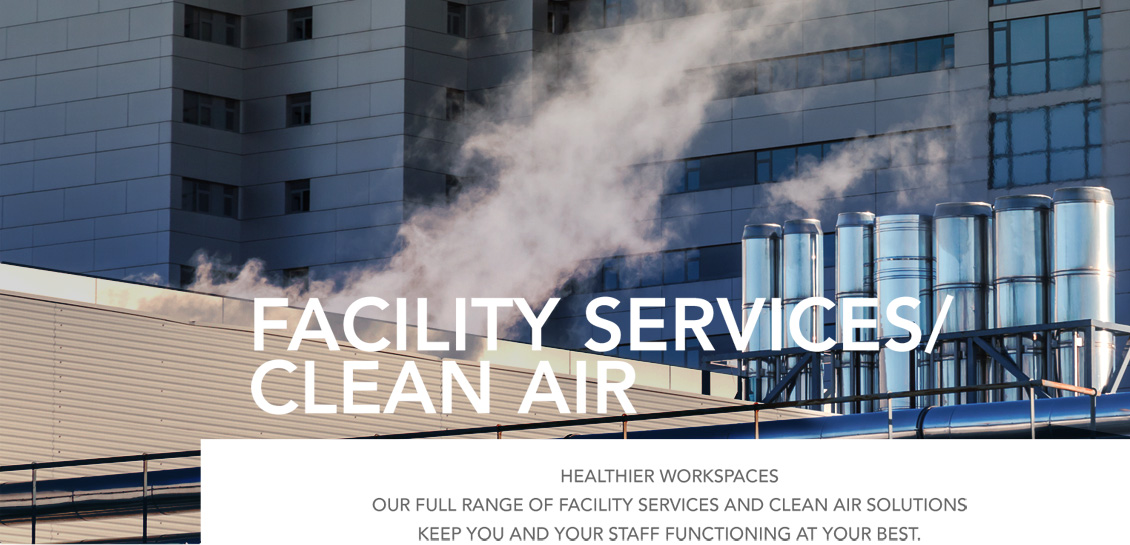 FACILITY SERVICES/
CLEAN AIR
HEALTHIER WORKSPACES
OUR FULL RANGE OF FACILITY SERVICES AND CLEAN AIR SOLUTIONS
KEEP YOU AND YOUR STAFF FUNCTIONING AT YOUR BEST.